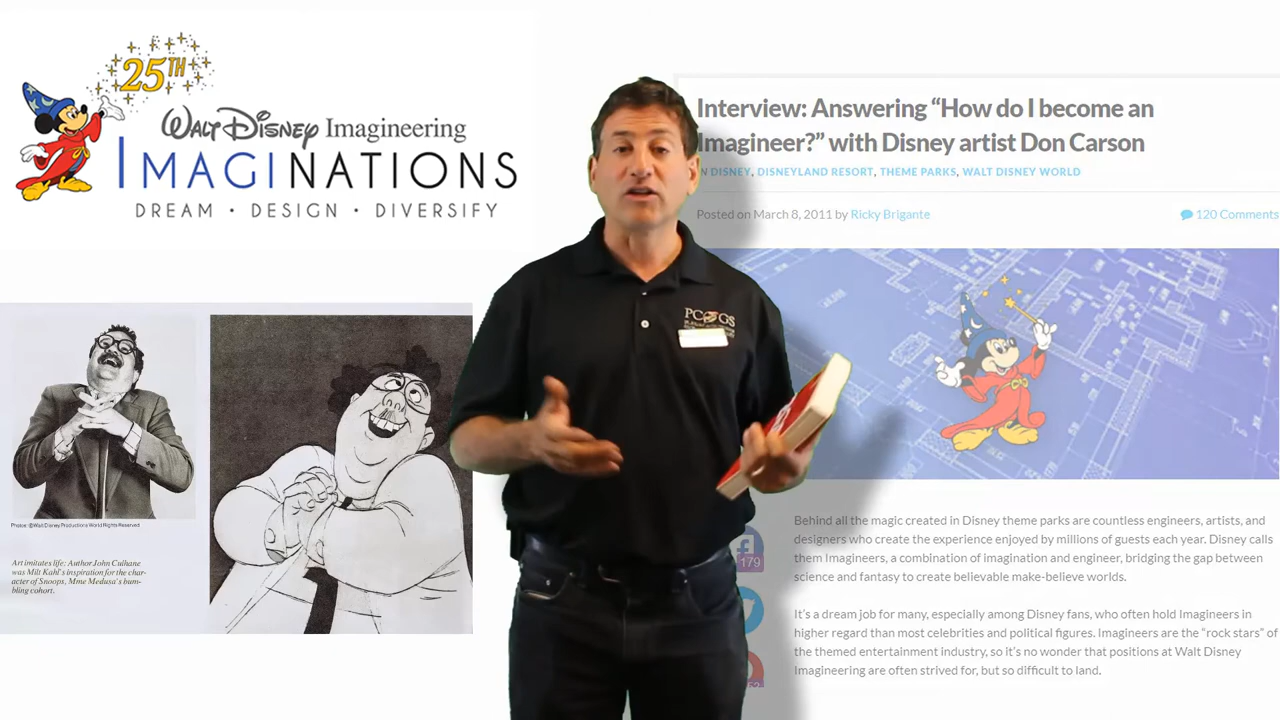 25TH
WALT DISNEY Imagineering
IMAGINATIONS
DREAM • DESIGN • DIVERSIFY
Interview: Answering “How do I become an
Imagineer?” with Disney artist Don Carson
IN DISNEY, DISNEYLAND RESORT, THEME PARKS, WALT DISNEY WORLD
Posted on March 8, 2011 by Ricky Brigante
120 Comments
PCGS
Photos: ©Walt Disney Productions World Rights Reserved
Art imitates life: Author John Culhane
was Milt Kahl's inspiration for the char-
acter of Snoops, Mme Medusa's bum-
bling cohort.
Behind all the magic created in Disney theme parks are countless engineers, artists, and
designers who create the experience enjoyed by millions of guests each year. Disney calls
them Imagineers, a combination of imagination and engineer, bridging the gap between
science and fantasy to create believable make-believe worlds.
179
It’s a dream job for many, especially among Disney fans, who often hold Imagineers in
higher regard than most celebrities and political figures. Imagineers are the “rock stars” of
the themed entertainment industry, so it’s no wonder that positions at Walt Disney
Imagineering are often strived for, but so difficult to land.